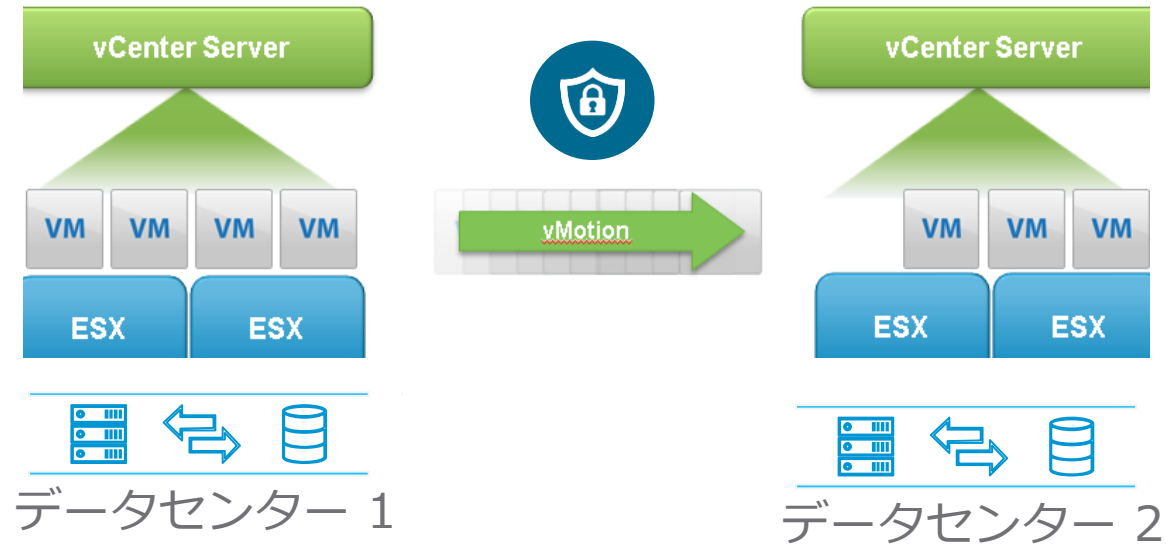 vCenter Server
VM VM VM VM
ESX ESX
データセンター 1
vMotion
vCenter Server
VM VM VM
ESX ESX
データセンター 2